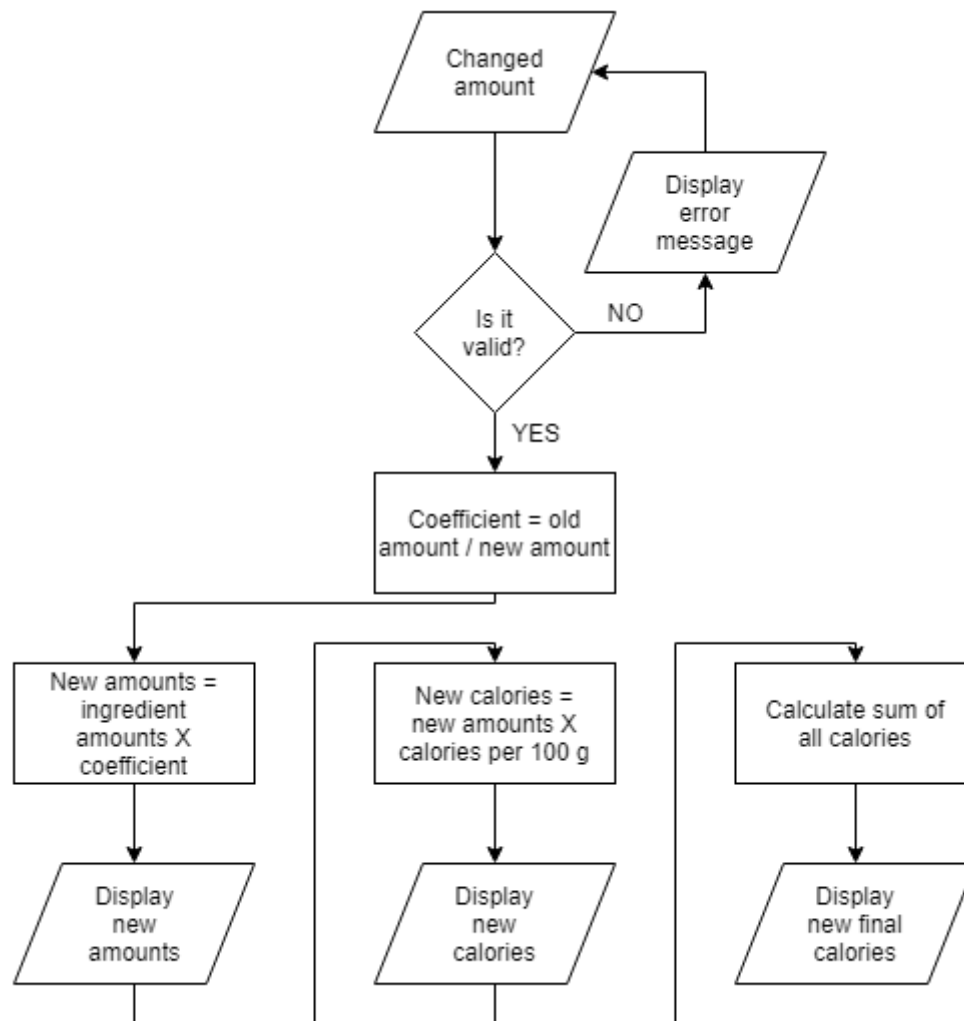 Changed
amount
Display
error
message
Is it
valid?
NO
YES
Coefficient = old
amount / new amount
New amounts =
ingredient
amounts X
coefficient
New calories =
new amounts X
calories per 100 g
Calculate sum of
all calories
Display
new
amounts
Display
new
calories
Display
new final
calories